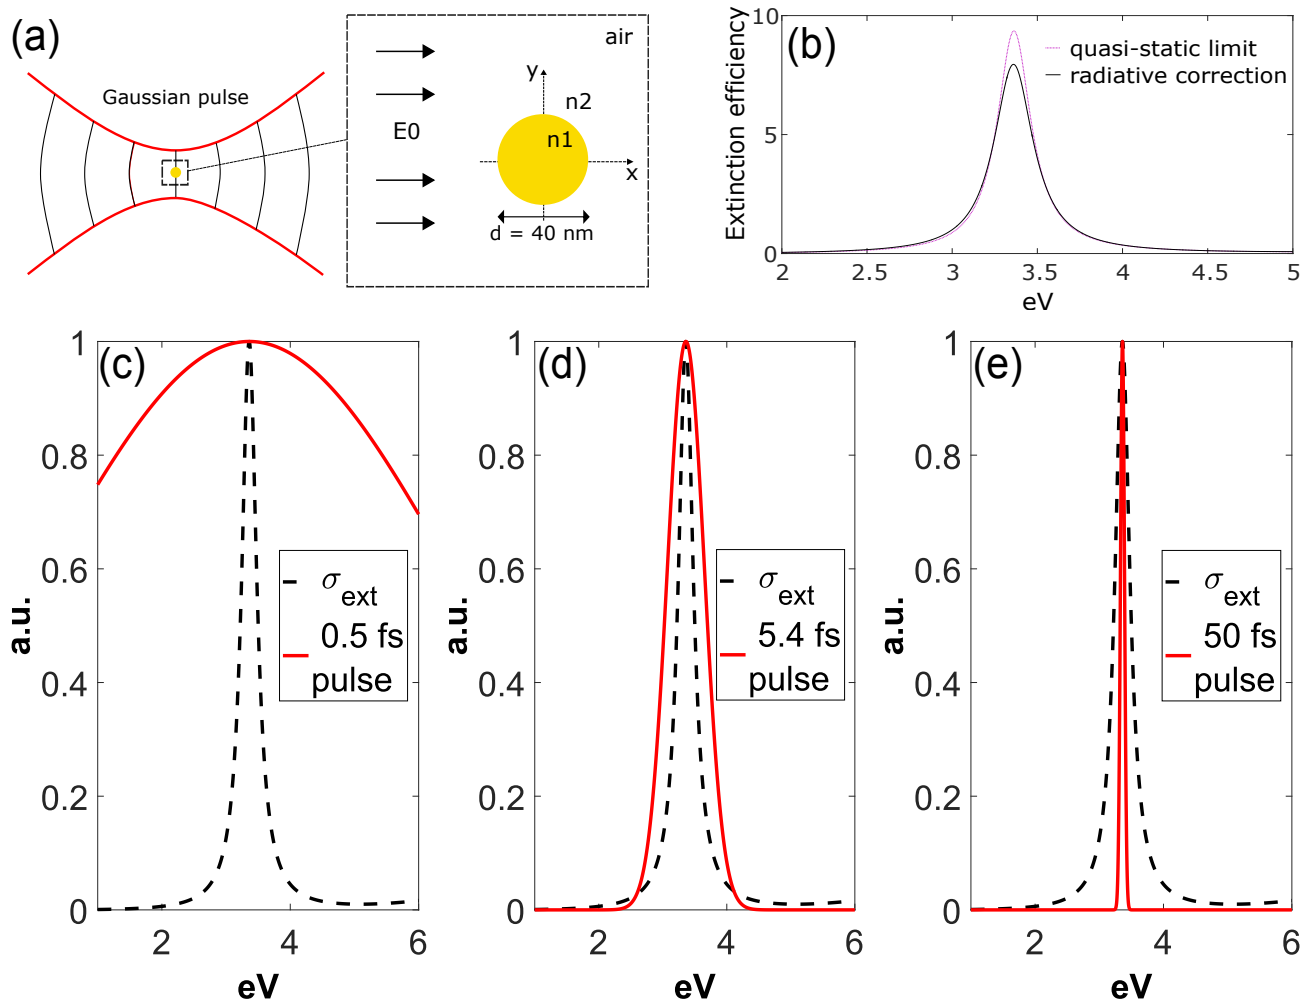 (a)
Gaussian pulse
air
y
n2
E0
n1
x
d = 40 nm
(b)
Extinction efficiency
10
5
0
quasi-static limit
radiative correction
2
2.5
3
3.5
4
4.5
5
eV
(c)
a.u.
1
0.8
0.6
0.4
0.2
0
σext
0.5 fs
pulse
2
4
6
eV
(d)
a.u.
1
0.8
0.6
0.4
0.2
0
σext
5.4 fs
pulse
2
4
6
eV
(e)
a.u.
1
0.8
0.6
0.4
0.2
0
σext
50 fs
pulse
2
4
6
eV